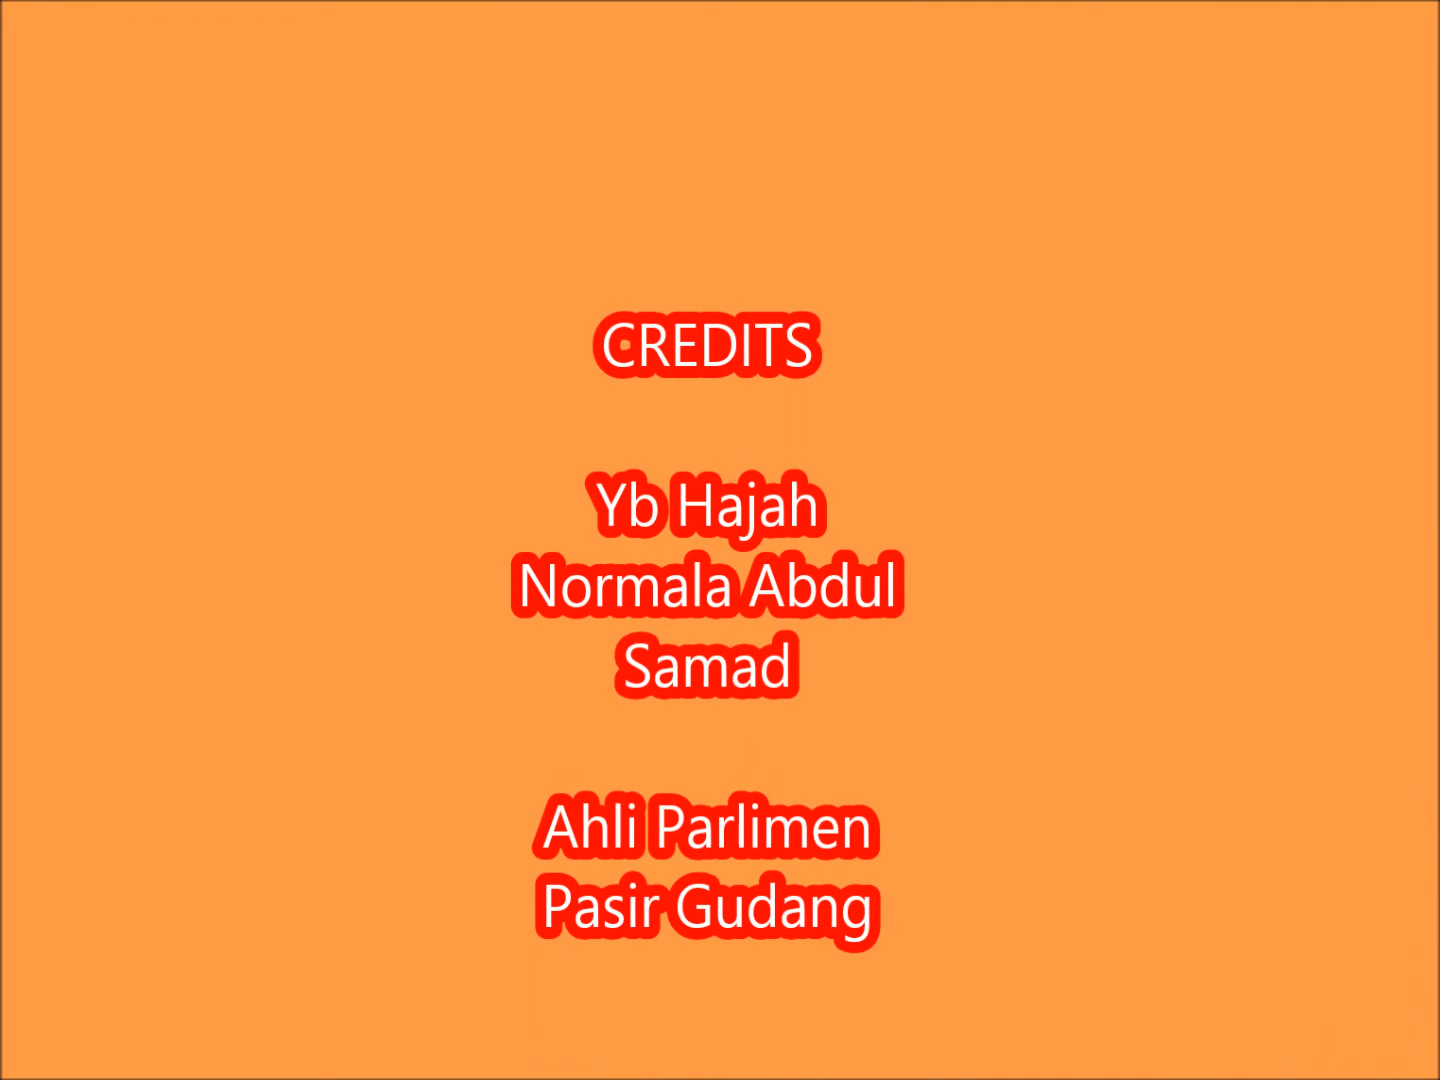 CREDITS
Yb Hajah
Normala Abdul
Samad
Ahli Parlimen
Pasir Gudang